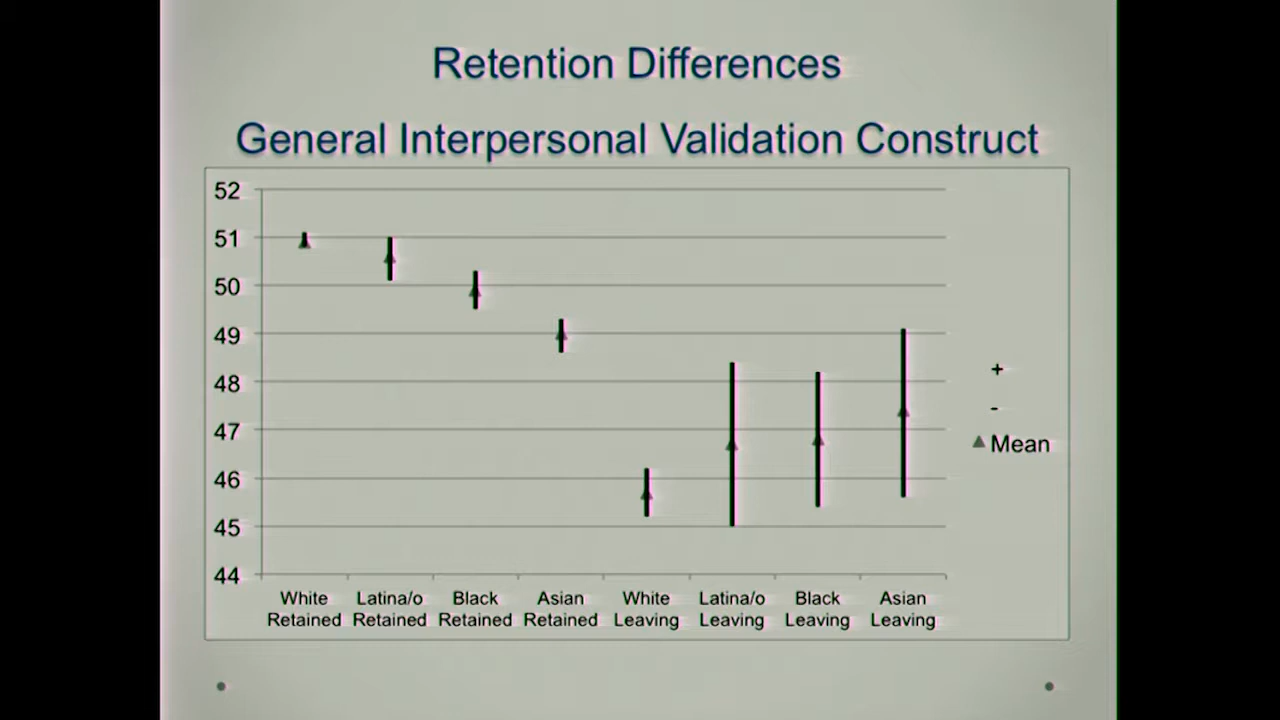 Retention Differences
General Interpersonal Validation Construct
52
51
50
49
48
47
46
45
44
+
-
Mean
White Retained
Latina/o Retained
Black Retained
Asian Retained
White Leaving
Latina/o Leaving
Black Leaving
Asian Leaving